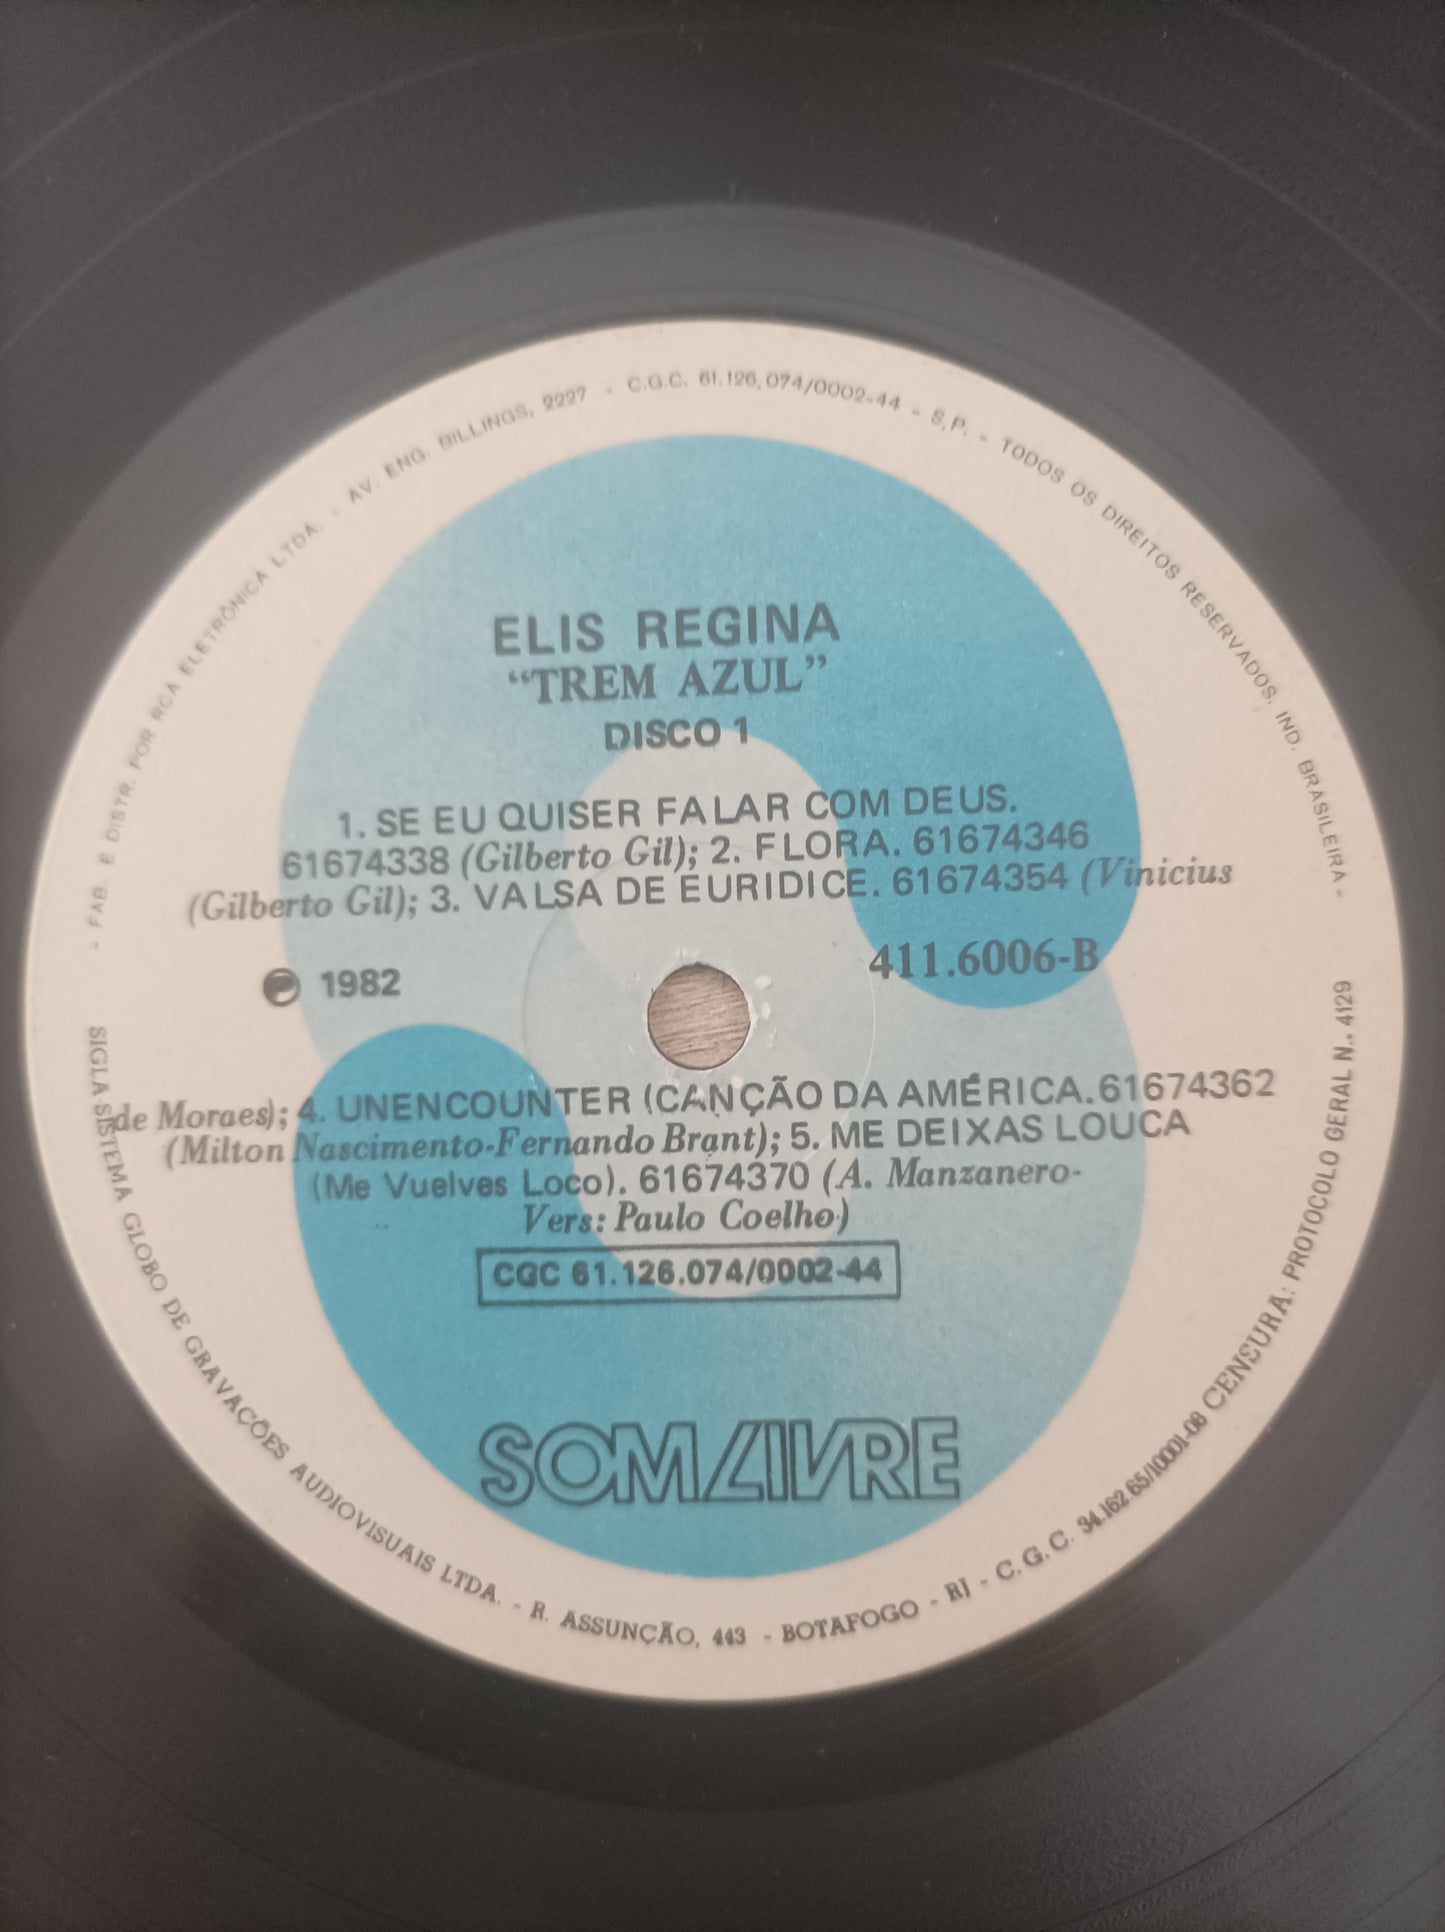 - FAB. E DISTR. POR RCA ELETRÔNICA LTDA. - AV. ENG. BILLINGS, 2227 - C.G.C. 61.126.074/0002-44 - S.P. - TODOS OS DIREITOS RESERVADOS. IND. BRASILEIRA -
ELIS REGINA
“TREM AZUL”
DISCO 1
1. SE EU QUISER FALAR COM DEUS.
61674338 (Gilberto Gil); 2. FLORA. 61674346
(Gilberto Gil); 3. VALSA DE EURIDICE. 61674354 (Vinicius
411.6006-B
℗ 1982
de Moraes); 4. UNENCOUNTER (CANÇÃO DA AMÉRICA.61674362
(Milton Nascimento-Fernando Brant); 5. ME DEIXAS LOUCA
(Me Vuelves Loco). 61674370 (A. Manzanero-
Vers: Paulo Coelho)
CGC 61.126.074/0002-44
SOM LIVRE
SIGLA-SISTEMA GLOBO DE GRAVAÇÕES AUDIOVISUAIS LTDA. - R. ASSUNÇÃO, 443 - BOTAFOGO - RJ - C.G.C. 34.162.65/10001-08 CENSURA: PROTOCOLO GERAL N.. 4129